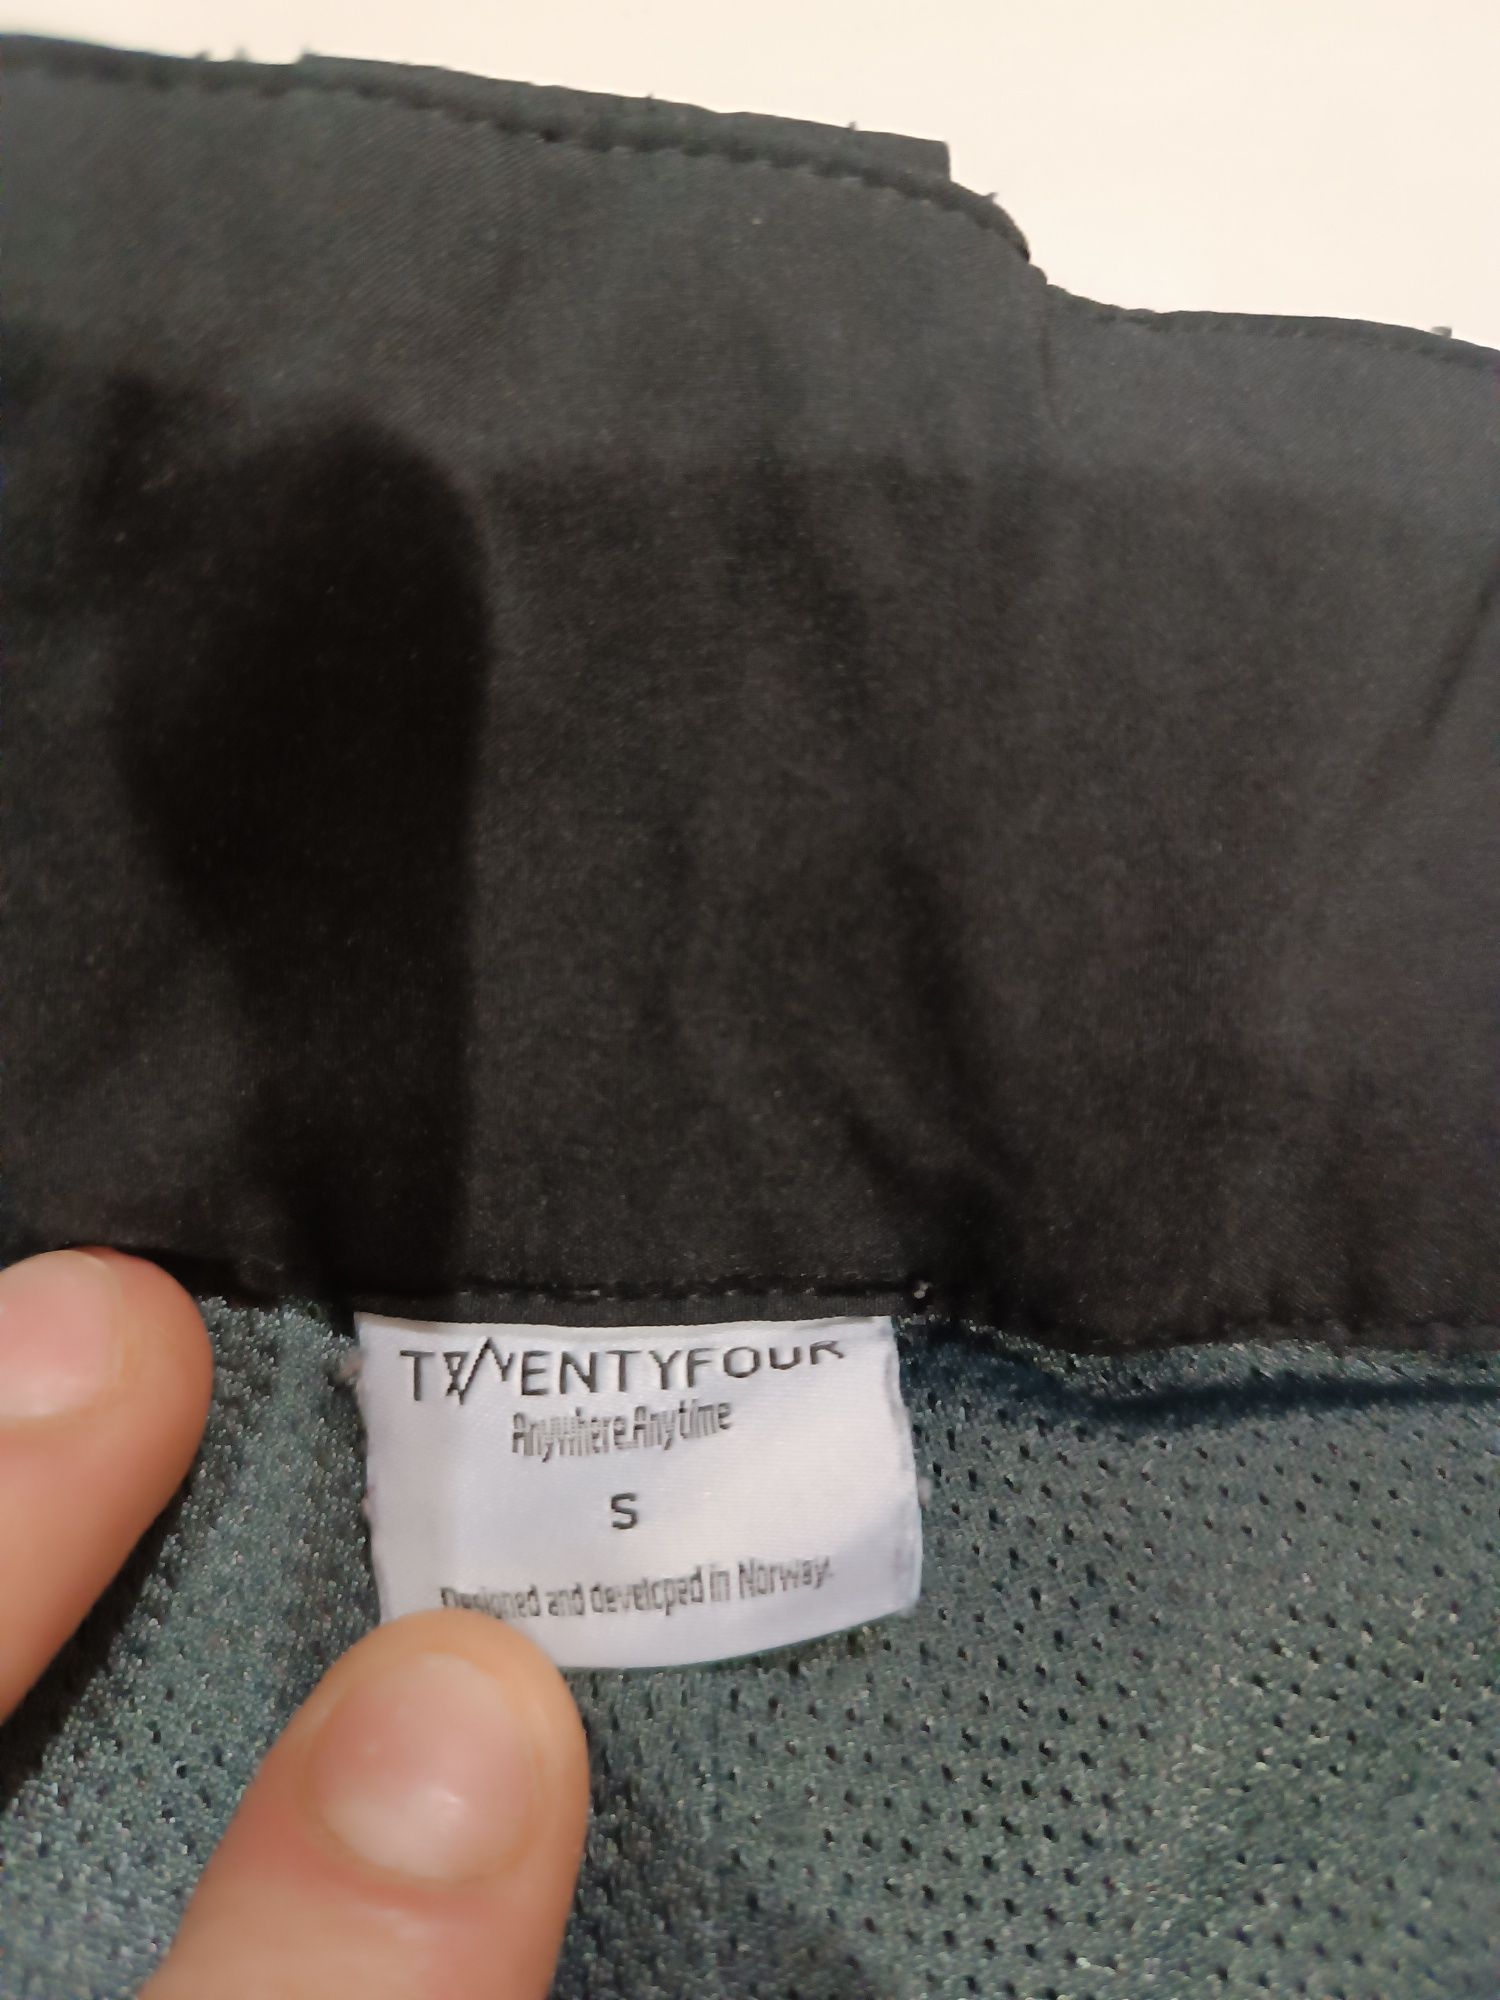 TWENTYFOUR
Anywhere.Anytime
S
Designed and developed in Norway.